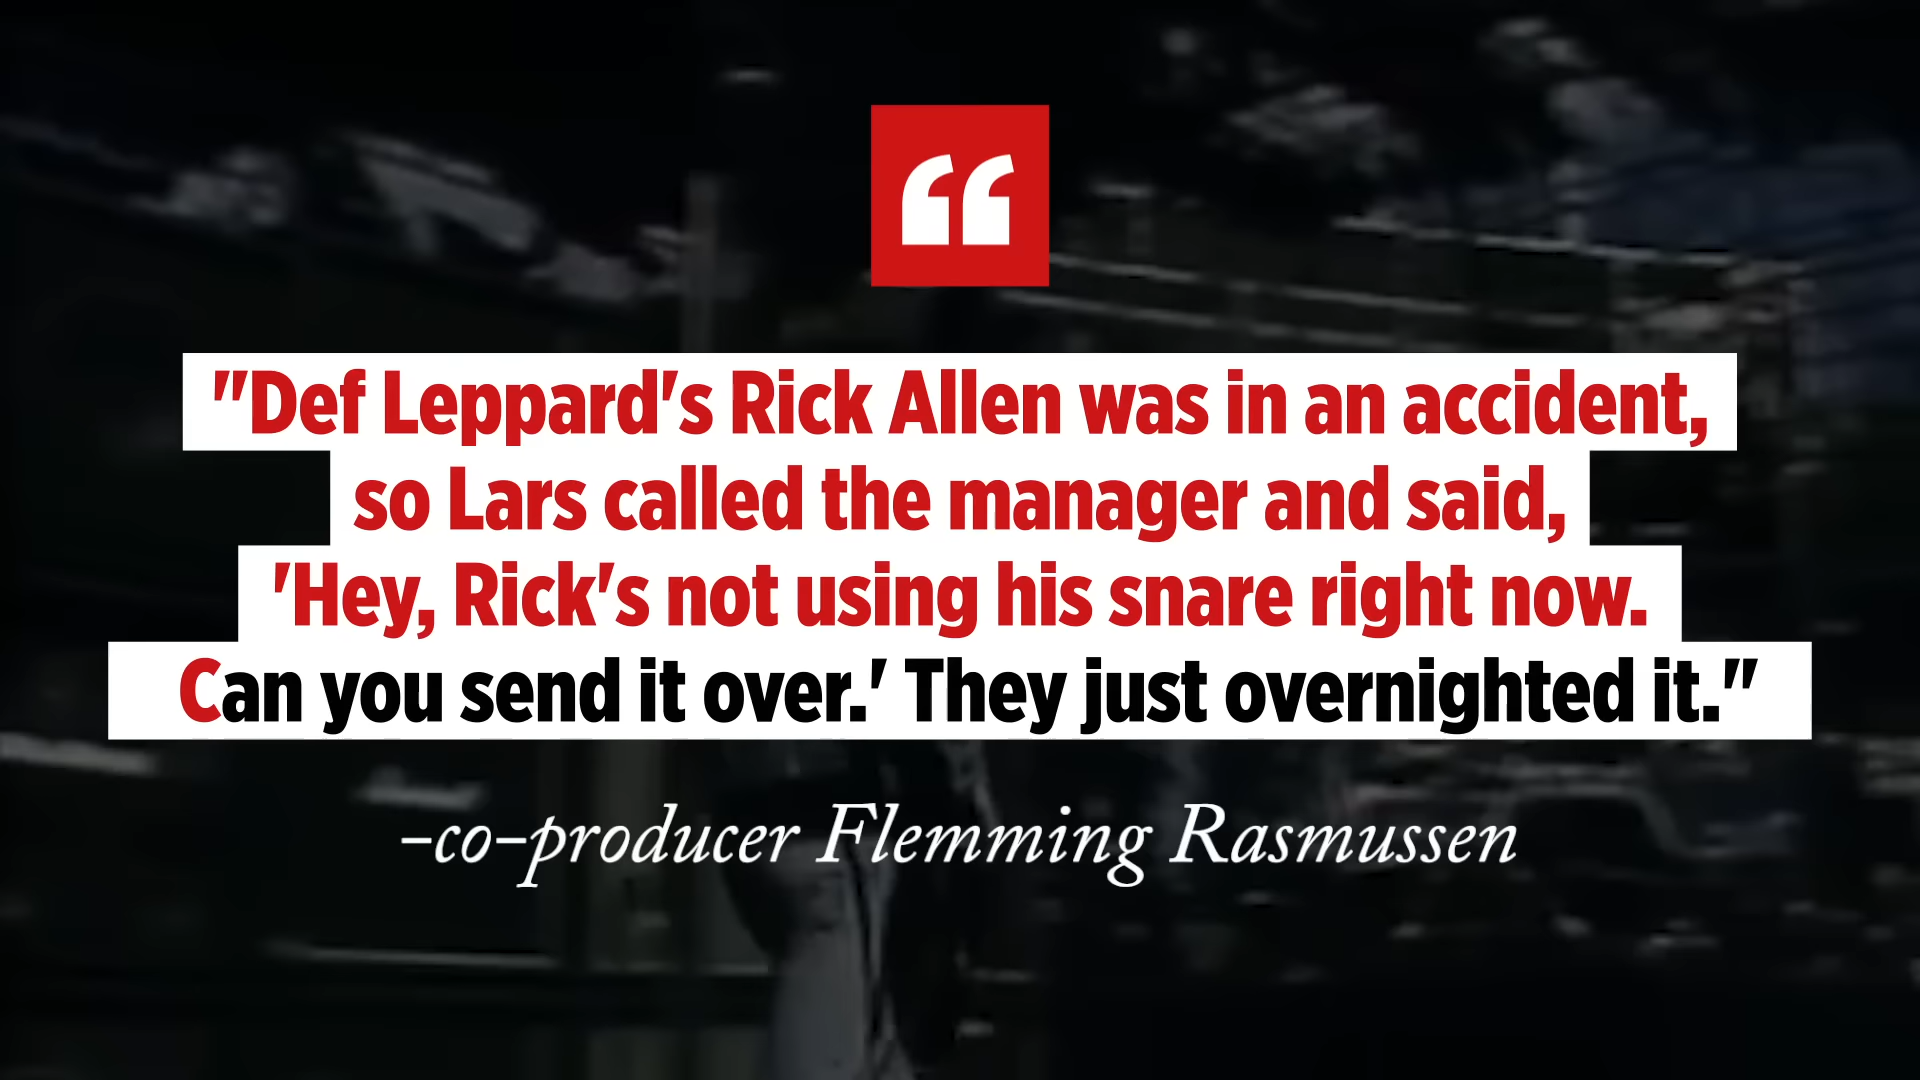 “
"Def Leppard's Rick Allen was in an accident,
so Lars called the manager and said,
'Hey, Rick's not using his snare right now.
Can you send it over.' They just overnighted it."
-co-producer Flemming Rasmussen